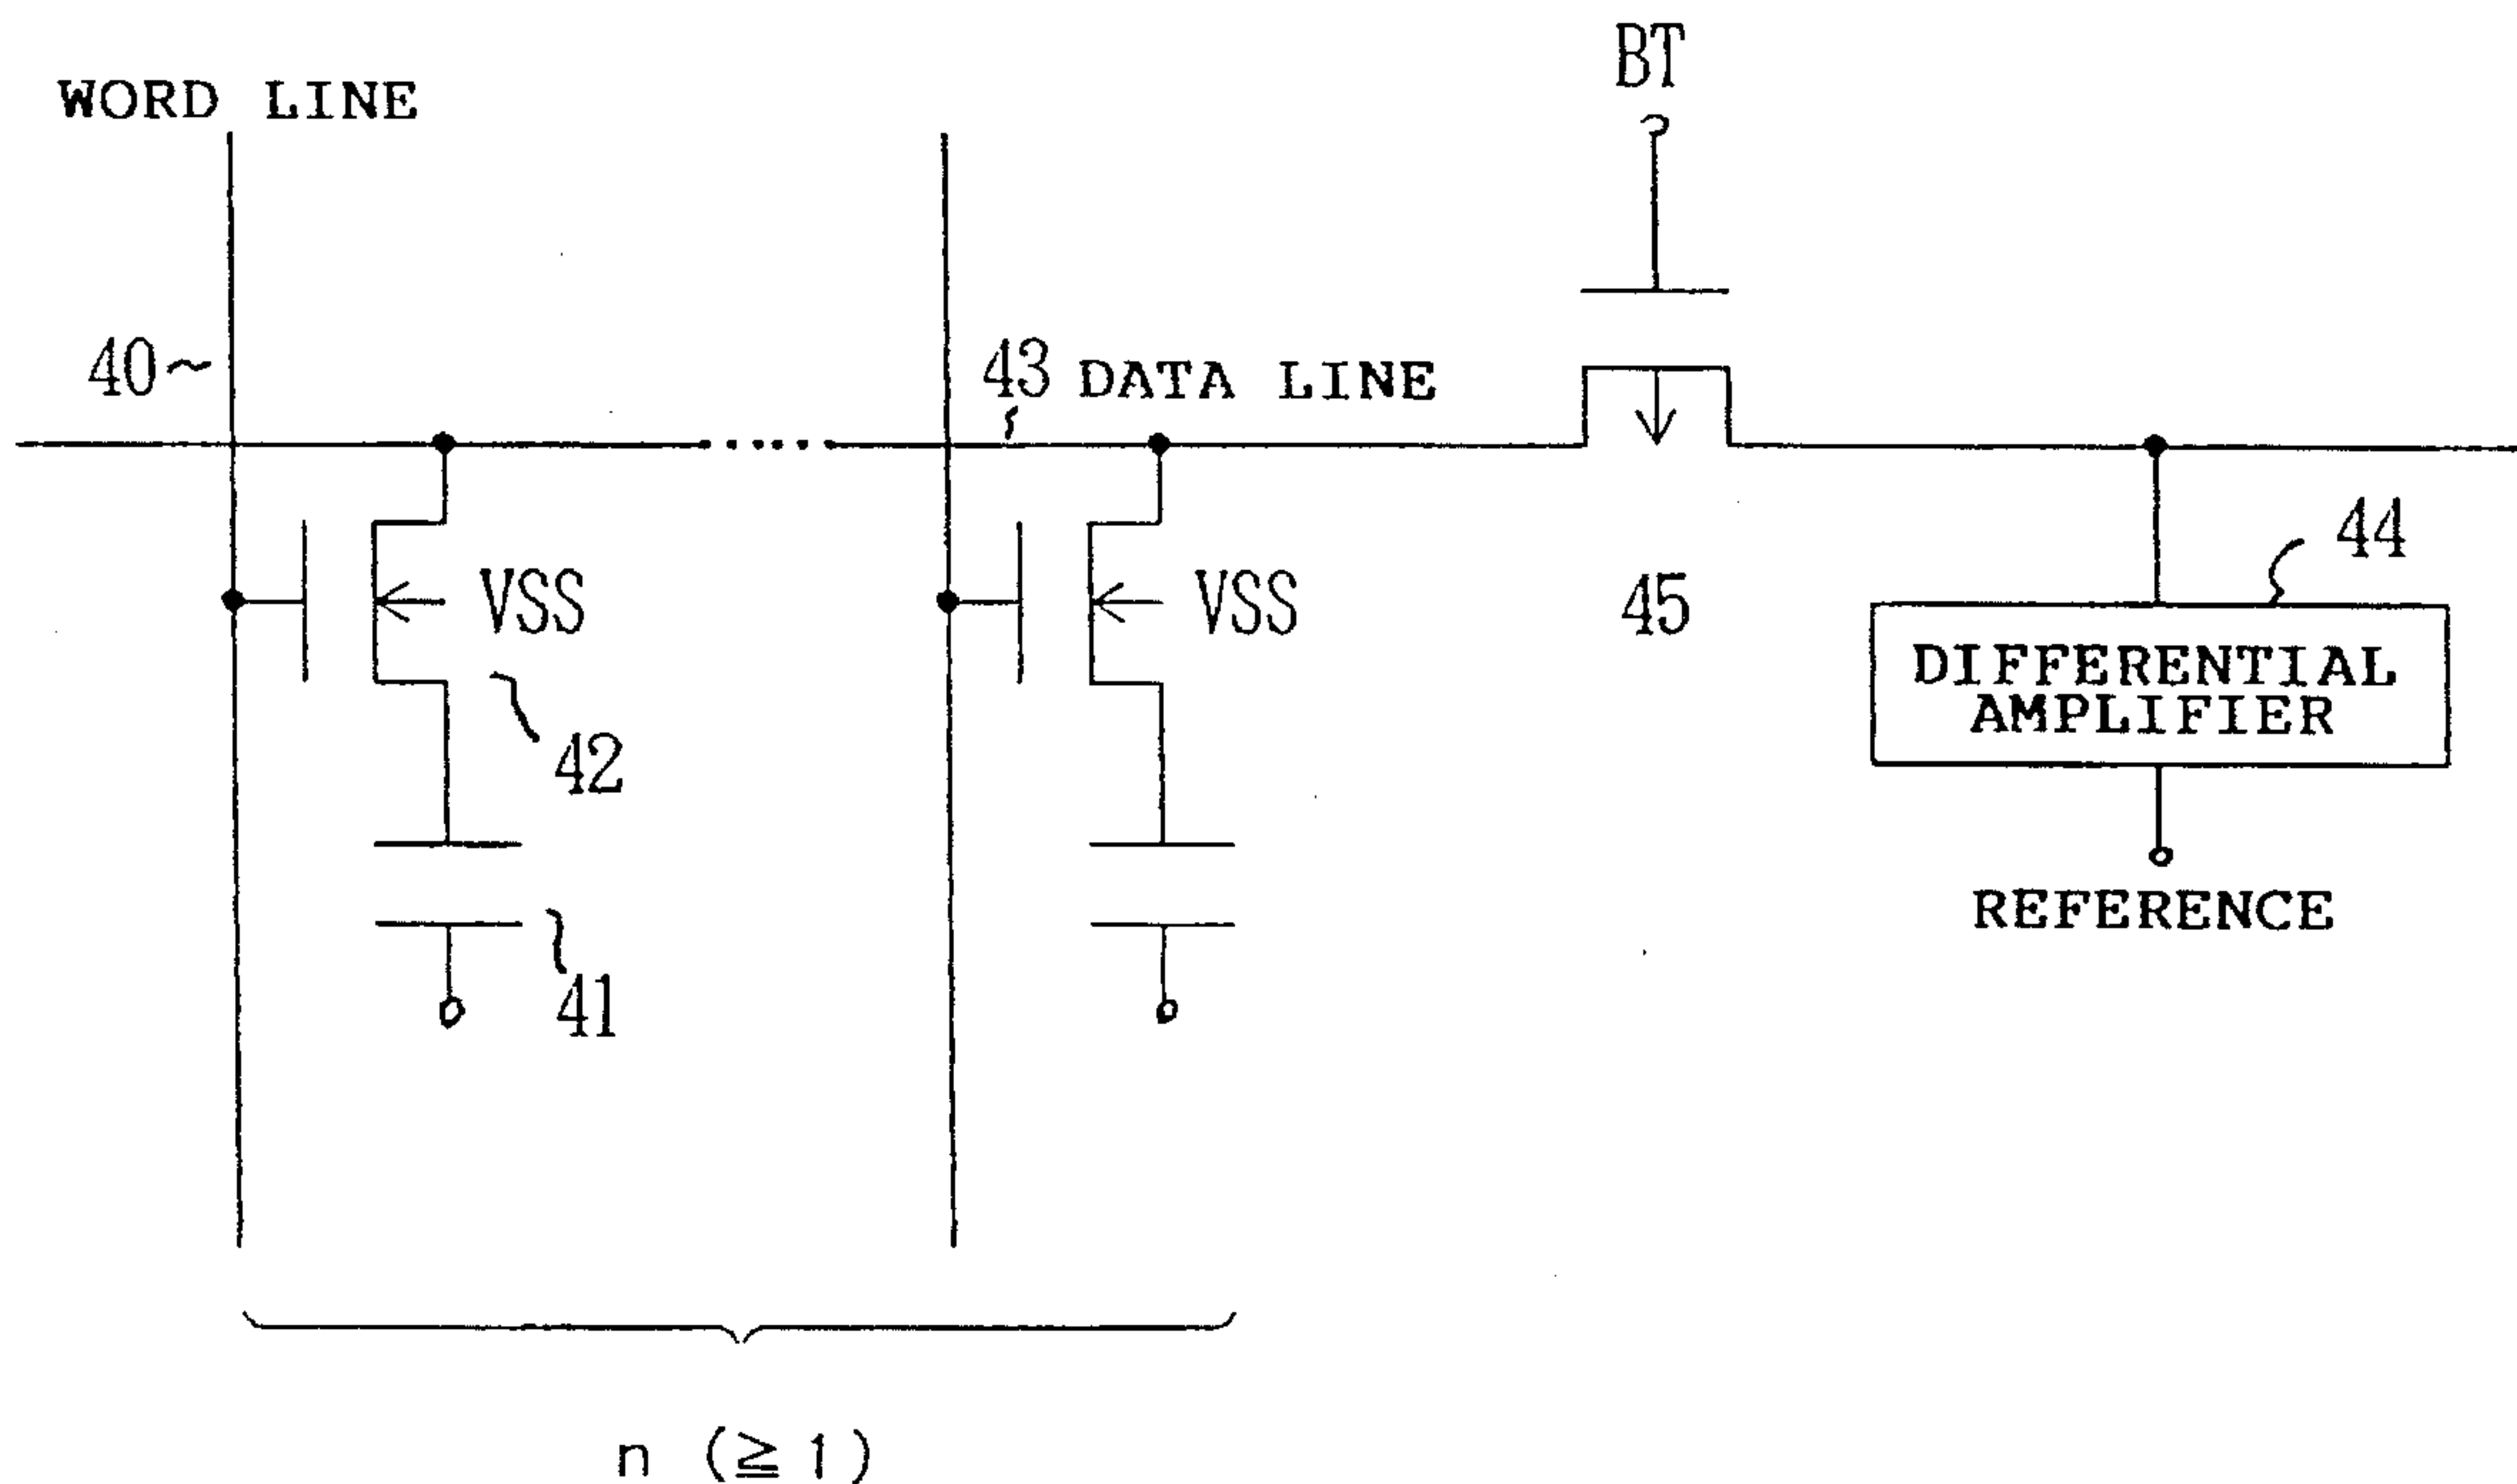 BT
WORD LINE
40
43 DATA LINE
44
VSS
VSS
45
DIFFERENTIAL
AMPLIFIER
42
REFERENCE
41
n (≧1)